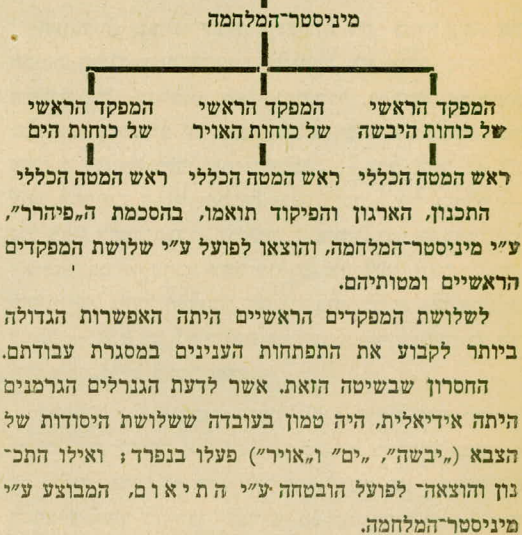 מיניסטר־המלחמה
המפקד הראשי המפקד הראשי המפקד הראשי
של כוחות היבשה של כוחות האויר של כוחות הים
ראש המטה הכללי ראש המטה הכללי ראש המטה הכללי
התכנון, הארגון והפיקוד תואמו, בהסכמת ה„פיהרר",
ע״י מיניסטר־המלחמה, והוצאו לפועל ע״י שלושת המפקדים
הראשיים ומטותיהם.
לשלושת המפקדים הראשיים היתה האפשרות הגדולה
ביותר לקבוע את התפתחות הענינים במסגרת עבודתם.
החסרון שבשיטה הזאת. אשר לדעת הגנרלים הגרמנים
היתה אידיאלית, היה טמון בעובדה ששלושת היסודות של
הצבא („יבשה", „ים" ו„אויר") פעלו בנפרד; ואילו התכ־
נון והוצאה־ לפועל הובטחה ע״י התיאום, המבוצע ע״י
מיניסטר־המלחמה.